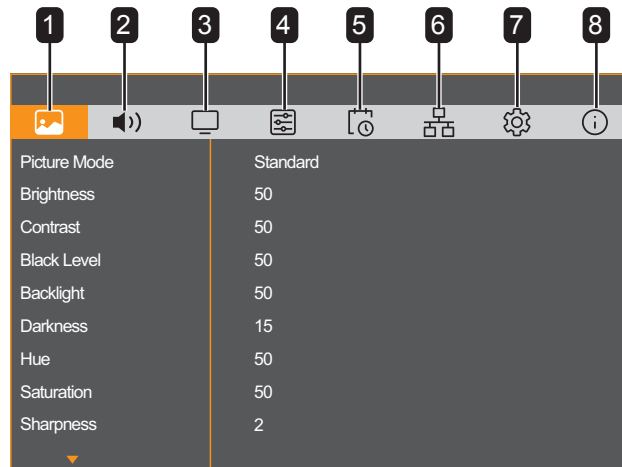 1 2 3 4 5 6 7 8
Picture Mode Standard
Brightness 50
Contrast 50
Black Level 50
Backlight 50
Darkness 15
Hue 50
Saturation 50
Sharpness 2